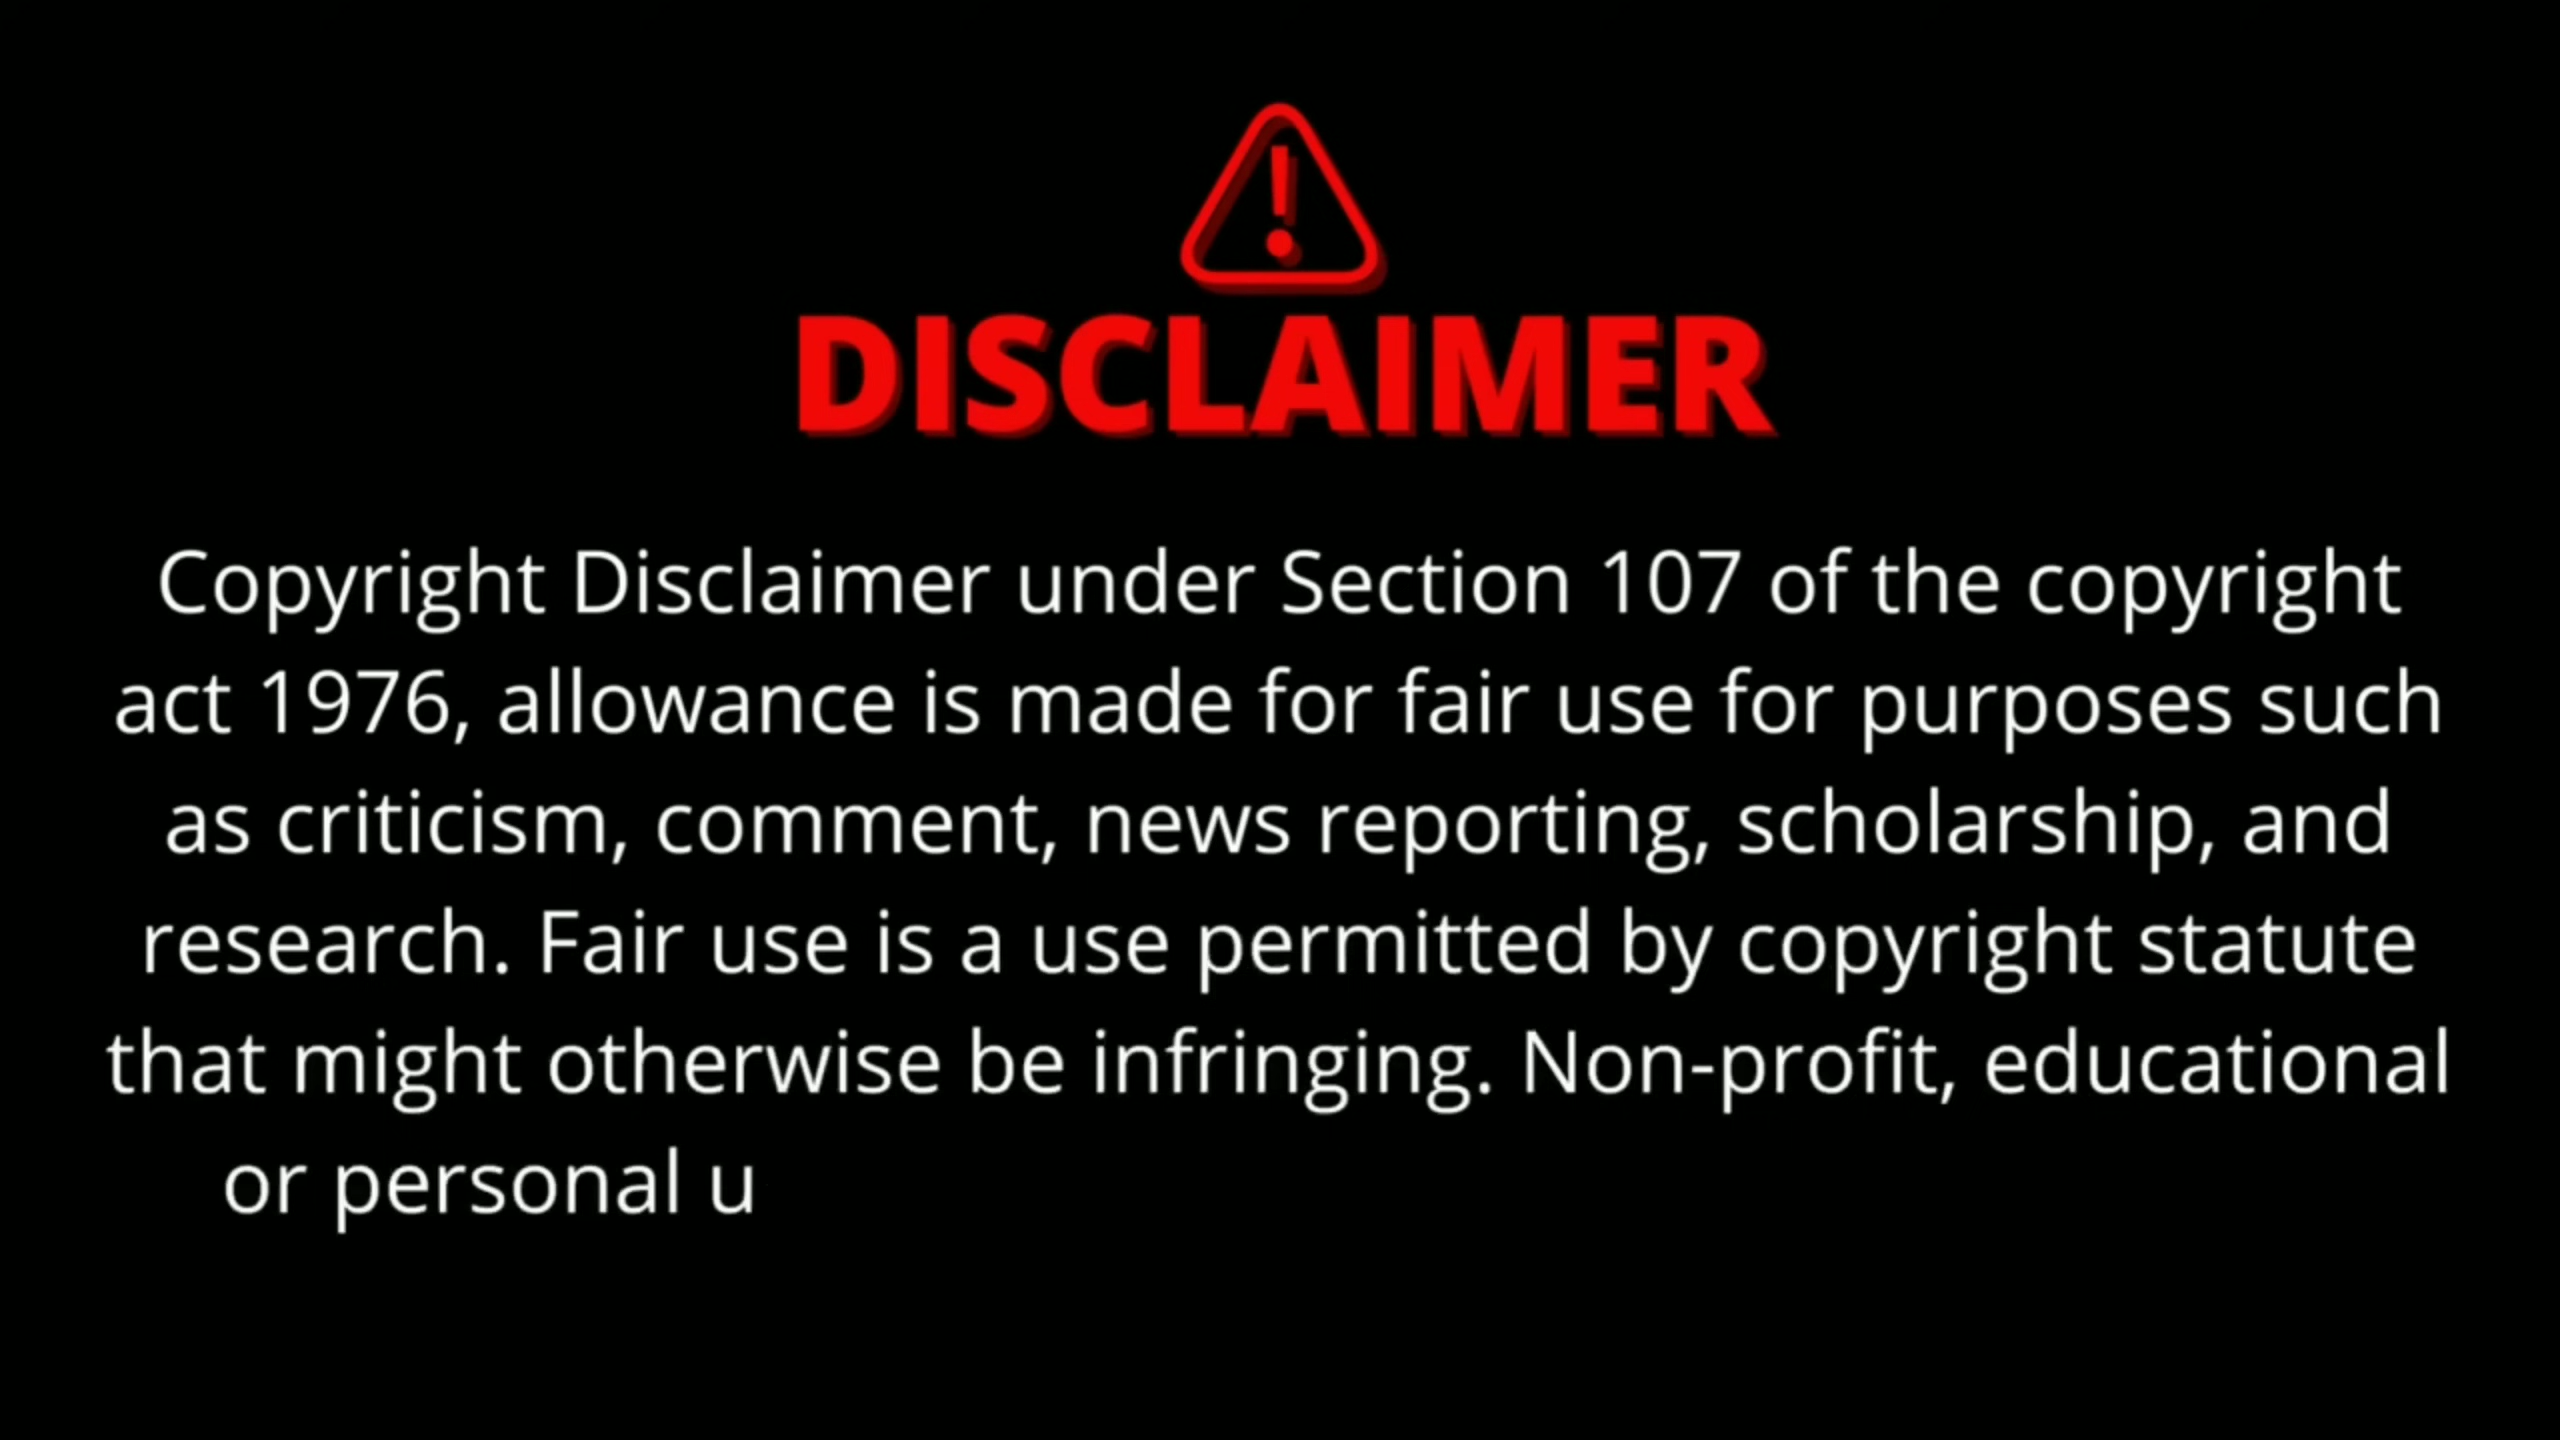 DISCLAIMER
Copyright Disclaimer under Section 107 of the copyright
act 1976, allowance is made for fair use for purposes such
as criticism, comment, news reporting, scholarship, and
research. Fair use is a use permitted by copyright statute
that might otherwise be infringing. Non-profit, educational
or personal u